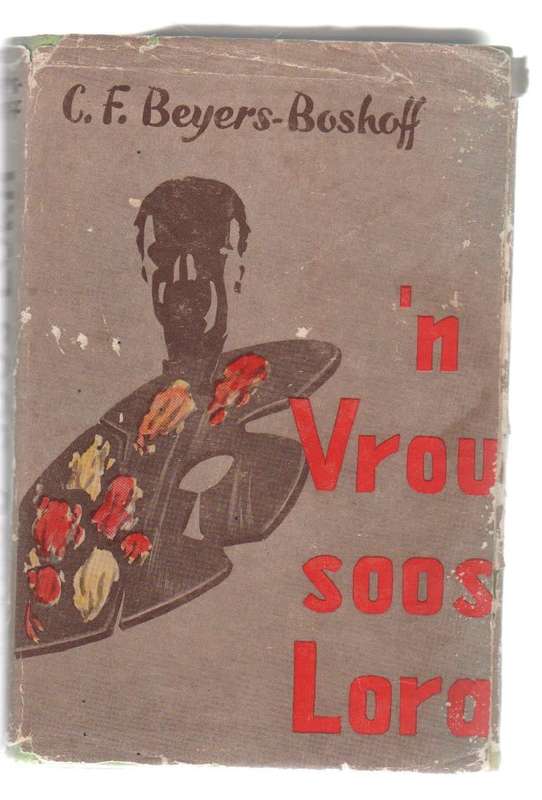 C. F. Beyers-Boshoff
'n
Vrou
soos
Lora